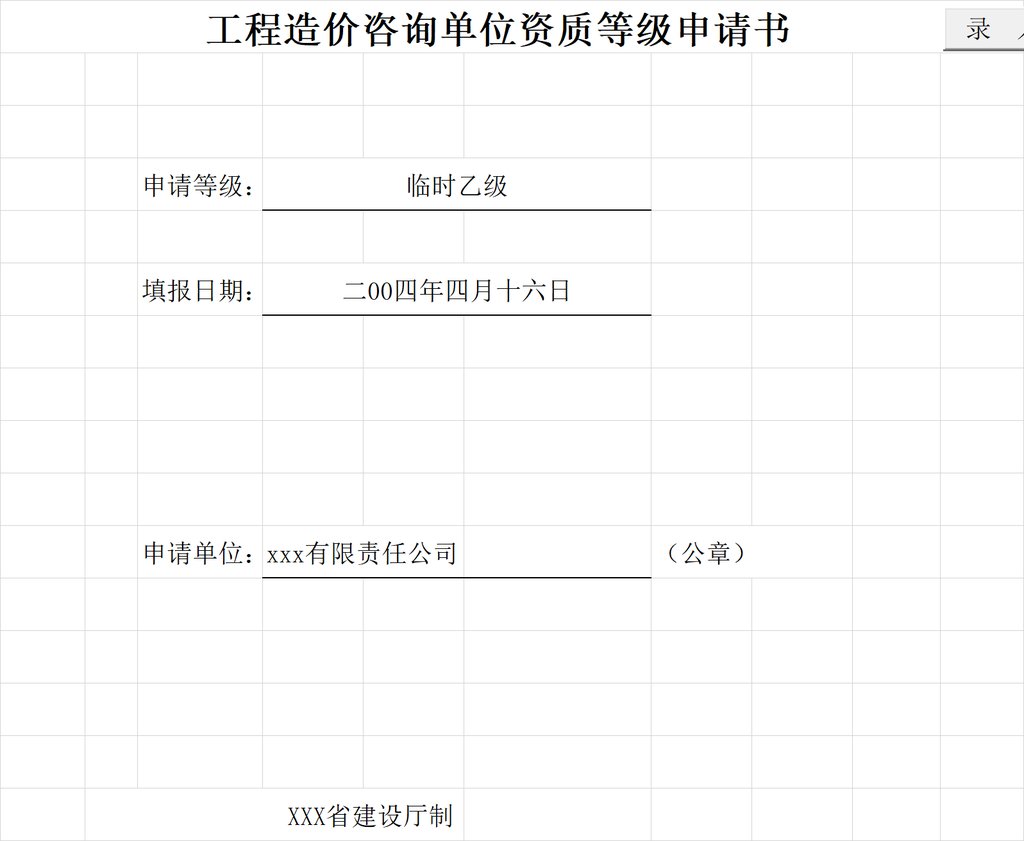 工程造价咨询单位资质等级申请书
录
申请等级： 临时乙级
填报日期： 二00四年四月十六日
申请单位：xxx有限责任公司 （公章）
XXX省建设厅制